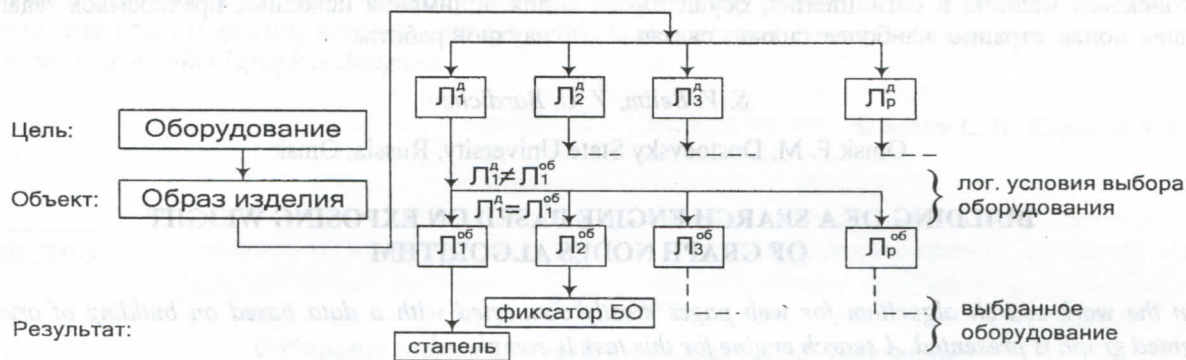 Л₁ᵈ Л₂ᵈ Л₃ᵈ Лₚᵈ
Цель: Оборудование
Л₁ᵈ ≠ Л₁ᵒᵇ
Объект: Образ изделия
Л₁ᵈ = Л₁ᵒᵇ
лог. условия выбора
оборудования
Л₁ᵒᵇ Л₂ᵒᵇ Л₃ᵒᵇ Лₚᵒᵇ
фиксатор БО
Результат:
стапель
выбранное
оборудование